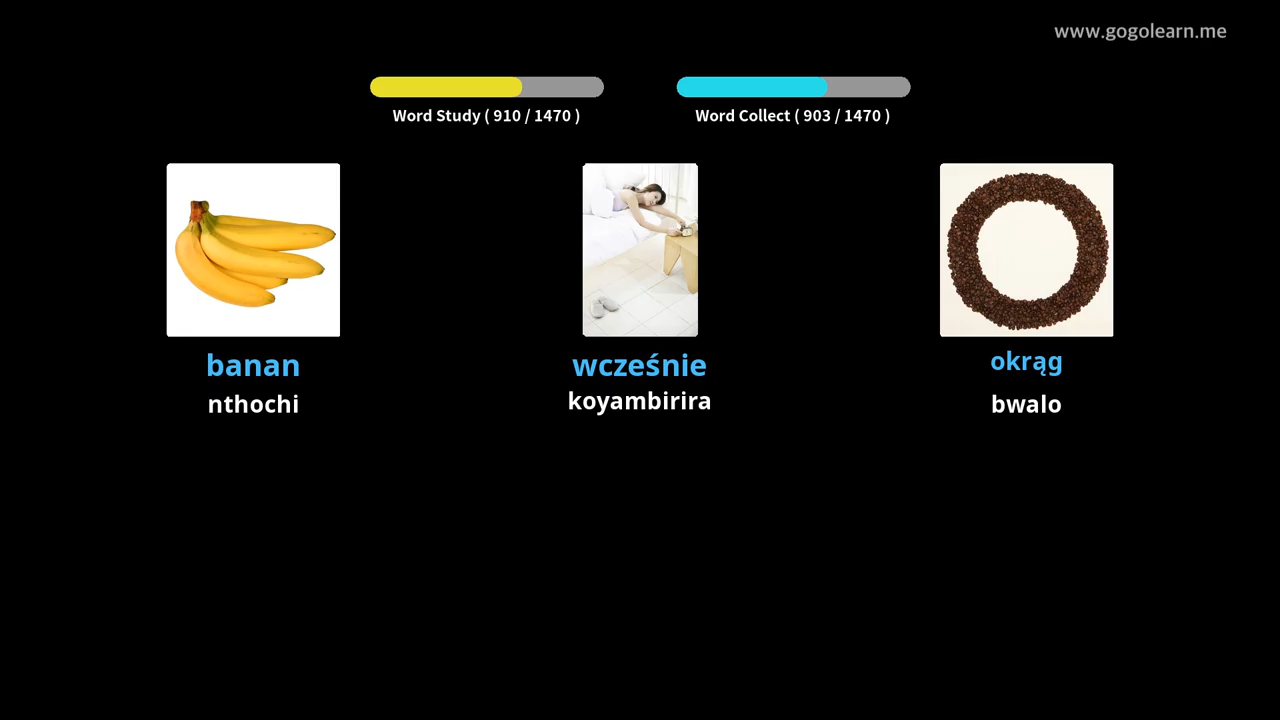 www.gogolearn.me
Word Study ( 910 / 1470 )
Word Collect ( 903 / 1470 )
banan
nthochi
wcześnie
koyambirira
okrąg
bwalo